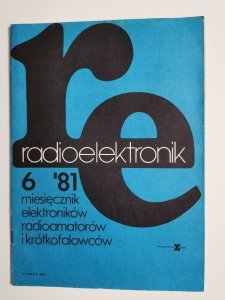 re
radioelektronik
6 '81
miesięcznik
elektroników
radioamatorów
i krótkofalowców